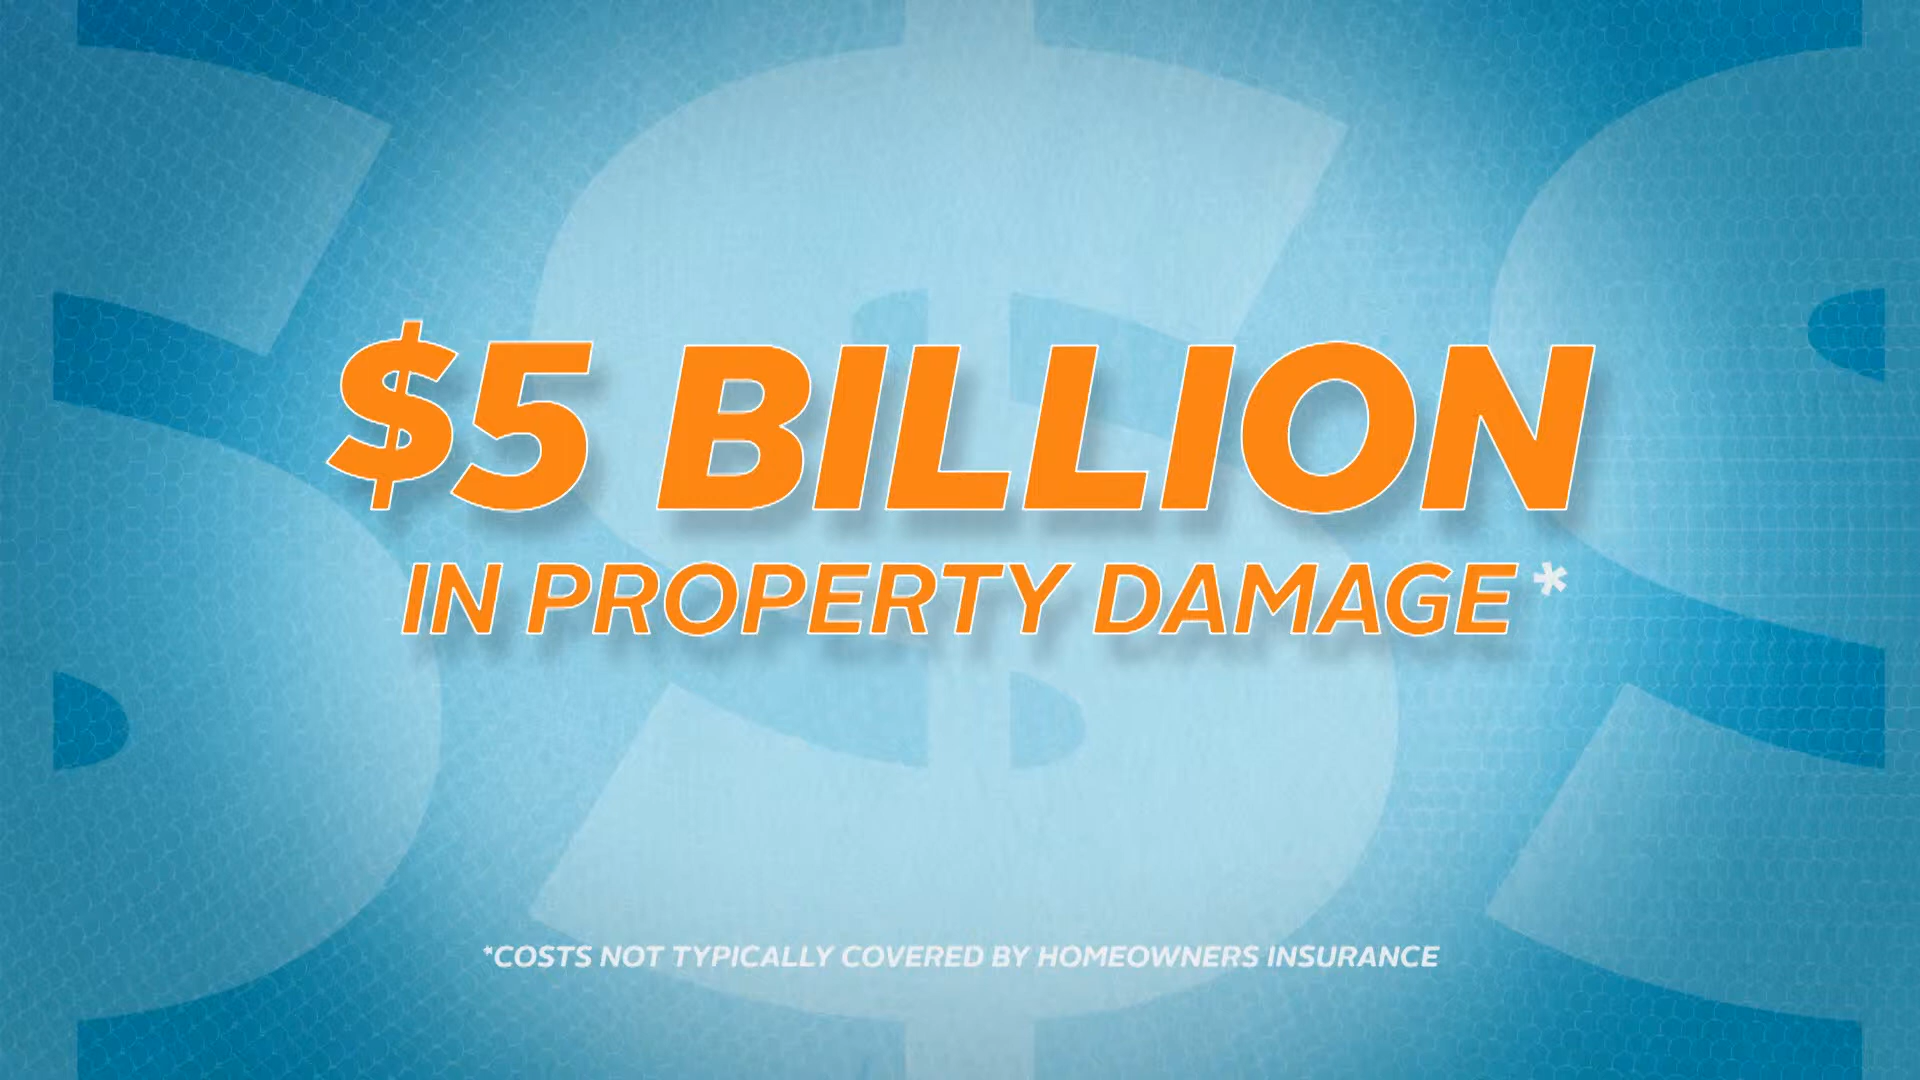 $5 BILLION
IN PROPERTY DAMAGE*
*COSTS NOT TYPICALLY COVERED BY HOMEOWNERS INSURANCE